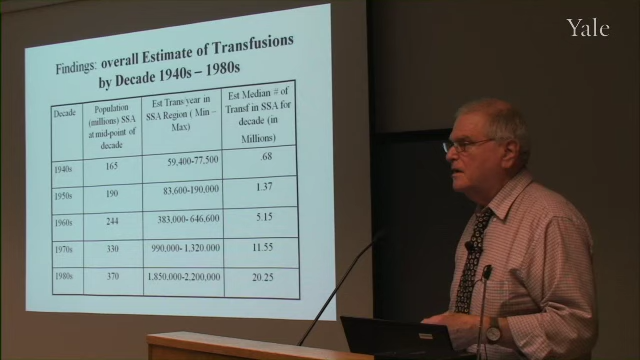 Yale
Findings: overall Estimate of Transfusions
by Decade 1940s – 1980s
Decade
Population
(millions) SSA
at mid-point of
decade
Est Trans/year in
SSA Region ( Min –
Max)
Est Median # of
Transf in SSA for
decade (in
Millions)
1940s 165 59,400-77,500 .68
1950s 190 83,600-190,000 1.37
1960s 244 383,000- 646,600 5.15
1970s 330 990,000- 1,320.000 11.55
1980s 370 1,850,000-2,200,000 20.25